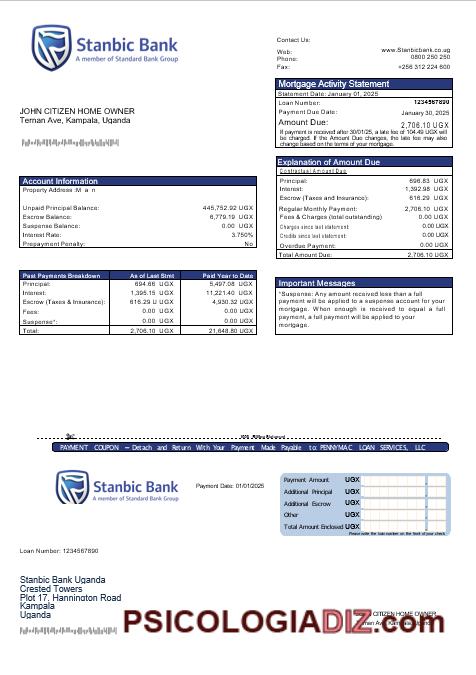 Stanbic Bank
A member of Standard Bank Group
Contact Us:
Web: www.Stanbicbank.co.ug
Phone: 0800 250 250
Fax: +256 312 224 600
Mortgage Activity Statement
Statement Date: January 01, 2025
Loan Number: 1234567890
Payment Due Date: January 30, 2025
Amount Due: 2,706.10 UGX
If payment is received after 30/01/25, a late fee of 104.49 UGX will
be charged. If the Amount Due changes, the late fee may also
change based on the terms of your mortgage.
JOHN CITIZEN HOME OWNER
Ternan Ave, Kampala, Uganda
Explanation of Amount Due
Contractual Amount Due
Principal: 696.83 UGX
Interest: 1,392.98 UGX
Escrow (Taxes and Insurance): 616.29 UGX
Regular Monthly Payment: 2,706.10 UGX
Fees & Charges (total outstanding) 0.00 UGX
Charges since last statement: 0.00 UGX
Credits since last statement: 0.00 UGX
Overdue Payment: 0.00 UGX
Total Amount Due: 2,706.10 UGX
Account Information
Property Address :M a n
Unpaid Principal Balance: 445,752.92 UGX
Escrow Balance: 6,779.19 UGX
Suspense Balance: 0.00 UGX
Interest Rate: 3.750%
Prepayment Penalty: No
Past Payments Breakdown As of Last Stmt Paid Year to Date
Principal: 694.66 UGX 5,497.08 UGX
Interest: 1,395.15 UGX 11,221.40 UGX
Escrow (Taxes & Insurance): 616.29 U GX 4,930.32 UGX
Fees: 0.00 UGX 0.00 UGX
Suspense*: 0.00 UGX 0.00 UGX
Total: 2,706.10 UGX 21,648.80 UGX
Important Messages
*Suspense: Any amount received less than a full
payment will be applied to a suspense account for your
mortgage. When enough is received to equal a full
payment, a full payment will be applied to your
mortgage.
PAYMENT COUPON — Detach and Return With Your Payment Made Payable to: PENNYMAC LOAN SERVICES, LLC
Stanbic Bank
A member of Standard Bank Group
Payment Date: 01/01/2025
Payment Amount UGX
Additional Principal UGX
Additional Escrow UGX
Other UGX
Total Amount Enclosed UGX
Please write the loan number on the front of your check
Loan Number: 1234567890
Stanbic Bank Uganda
Crested Towers
Plot 17, Hannington Road
Kampala
Uganda
JOHN CITIZEN HOME OWNER
Ternan Ave, Kampala, Uganda
PSICOLOGIADIZ.com